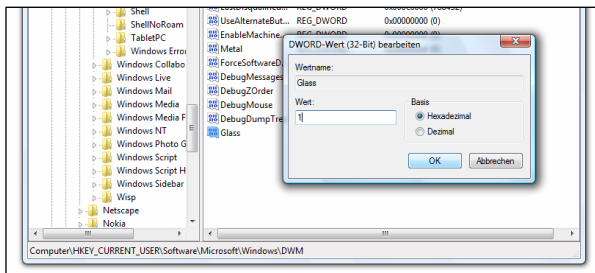 Shell
ShellNoRoam
TabletPC
Windows Error
Windows Collabo
Windows Live
Windows Mail
Windows Media
Windows Media F
Windows NT
Windows Photo G
Windows Script
Windows Script H
Windows Sidebar
Wisp
Netscape
Nokia
UseAlternateBut... REG_DWORD 0x00000000 (0)
EnableMachine...
Metal
ForceSoftwareD
DebugMessages
DebugZOrder
DebugMouse
DebugDumpTre
Glass
DWORD-Wert (32-Bit) bearbeiten
Wertname:
Glass
Wert:
1
Basis
Hexadezimal
Dezimal
OK Abbrechen
Computer\HKEY_CURRENT_USER\Software\Microsoft\Windows\DWM